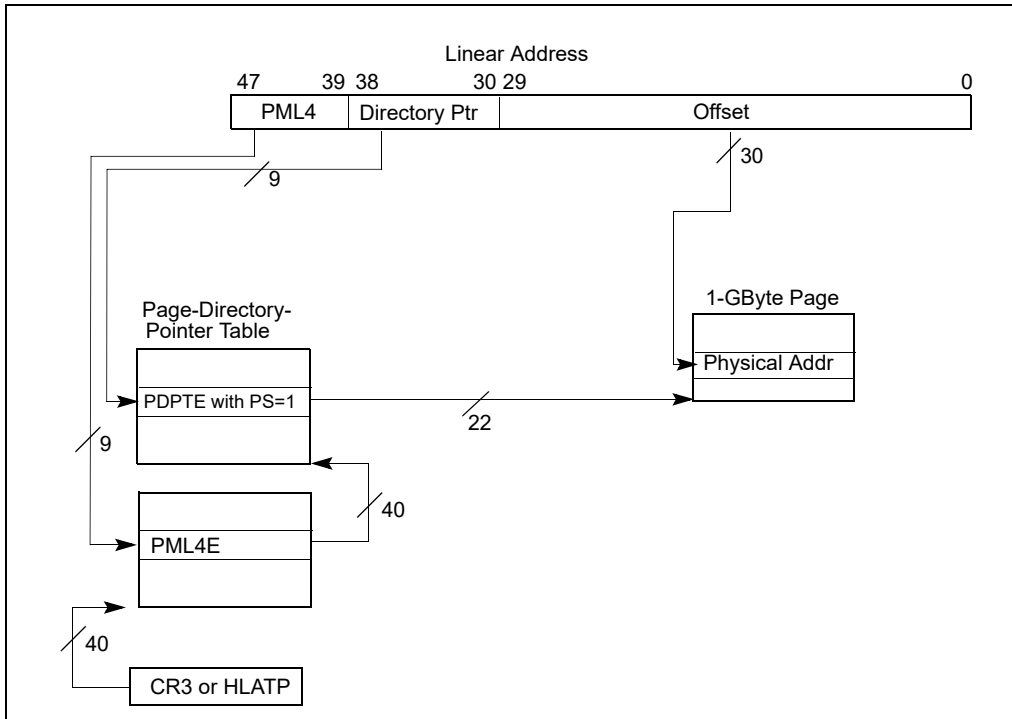 Linear Address
47 39 38 30 29 0
PML4 Directory Ptr Offset
9
30
1-GByte Page
Page-Directory-
Pointer Table
Physical Addr
PDPTE with PS=1
22
9
40
PML4E
40
CR3 or HLATP